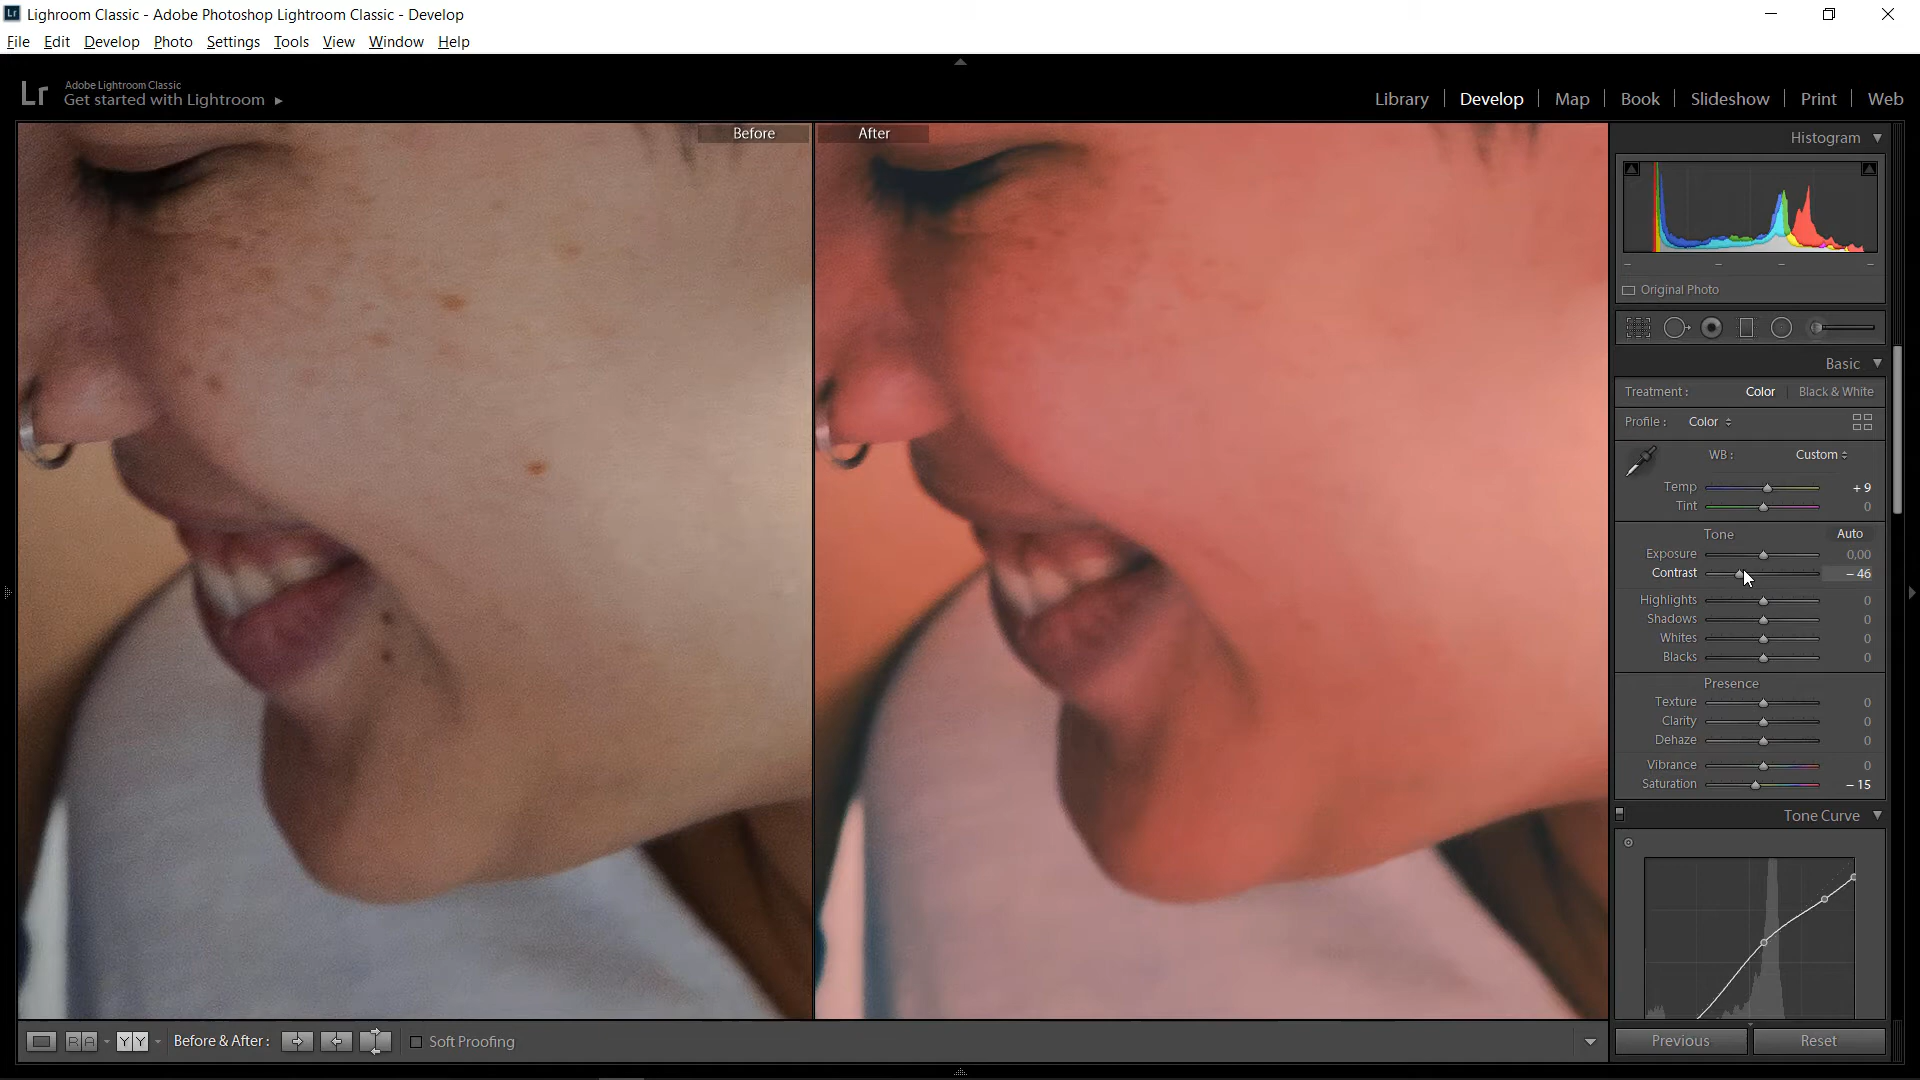 Lighroom Classic - Adobe Photoshop Lightroom Classic - Develop
File Edit Develop Photo Settings Tools View Window Help
Lr
Adobe Lightroom Classic
Get started with Lightroom
Library Develop Map Book Slideshow Print Web
Before
After
Histogram
Original Photo
Basic
Treatment : Color Black & White
Profile : Color
WB : Custom
Temp + 9
Tint 0
Tone Auto
Exposure 0,00
Contrast – 46
Highlights 0
Shadows 0
Whites 0
Blacks 0
Presence
Texture 0
Clarity 0
Dehaze 0
Vibrance 0
Saturation – 15
Tone Curve
R A
Y Y
Before & After :
Soft Proofing
Previous
Reset